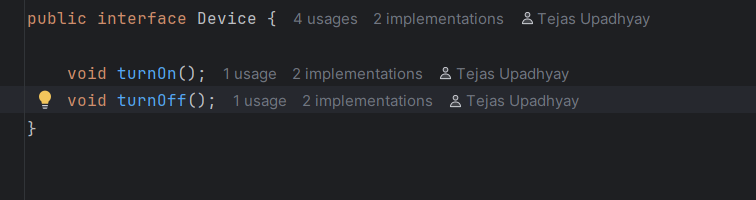 public interface Device { 4 usages 2 implementations Tejas Upadhyay
void turnOn(); 1 usage 2 implementations Tejas Upadhyay
void turnOff(); 1 usage 2 implementations Tejas Upadhyay
}